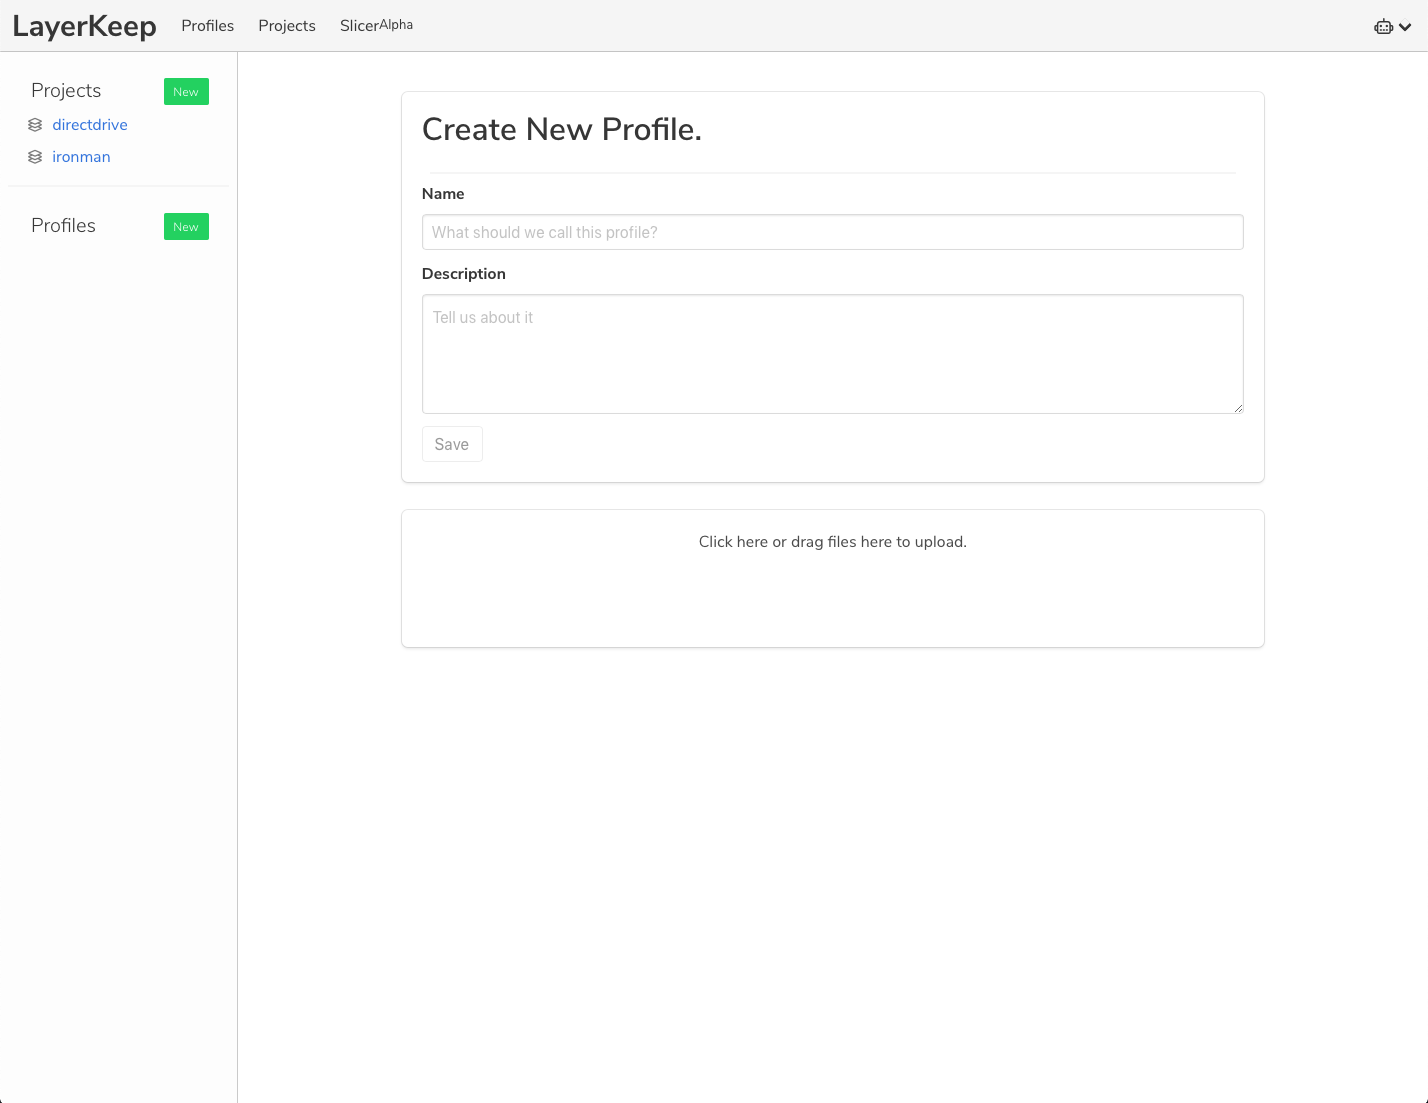 LayerKeep Profiles Projects SlicerAlpha
Projects New
directdrive
ironman
Profiles New
Create New Profile.
Name
What should we call this profile?
Description
Tell us about it
Save
Click here or drag files here to upload.